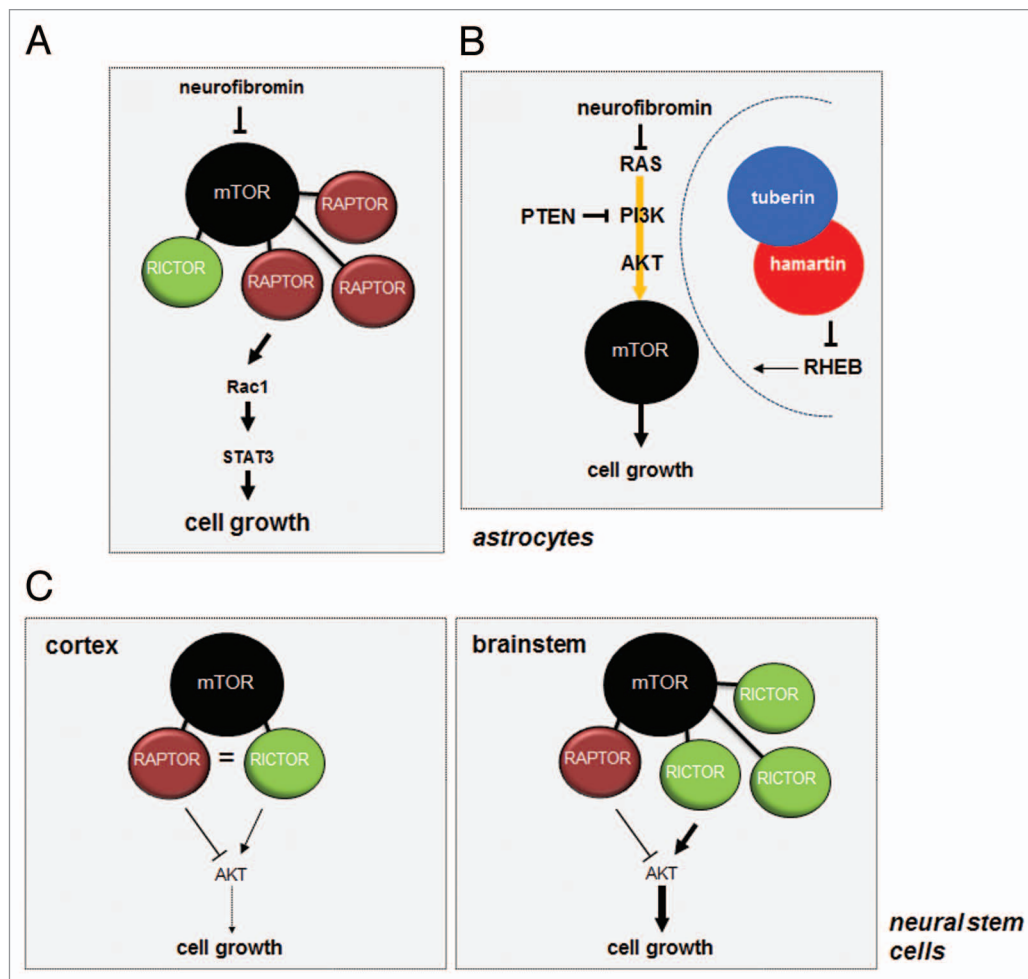 A
neurofibromin
mTOR
RAPTOR
RICTOR
RAPTOR
RAPTOR
Rac1
STAT3
cell growth
B
neurofibromin
RAS
PTEN
PI3K
AKT
mTOR
cell growth
tuberin
hamartin
RHEB
astrocytes
C
cortex
mTOR
RAPTOR = RICTOR
AKT
cell growth
brainstem
mTOR
RICTOR
RAPTOR
RICTOR
RICTOR
AKT
cell growth
neural stem
cells